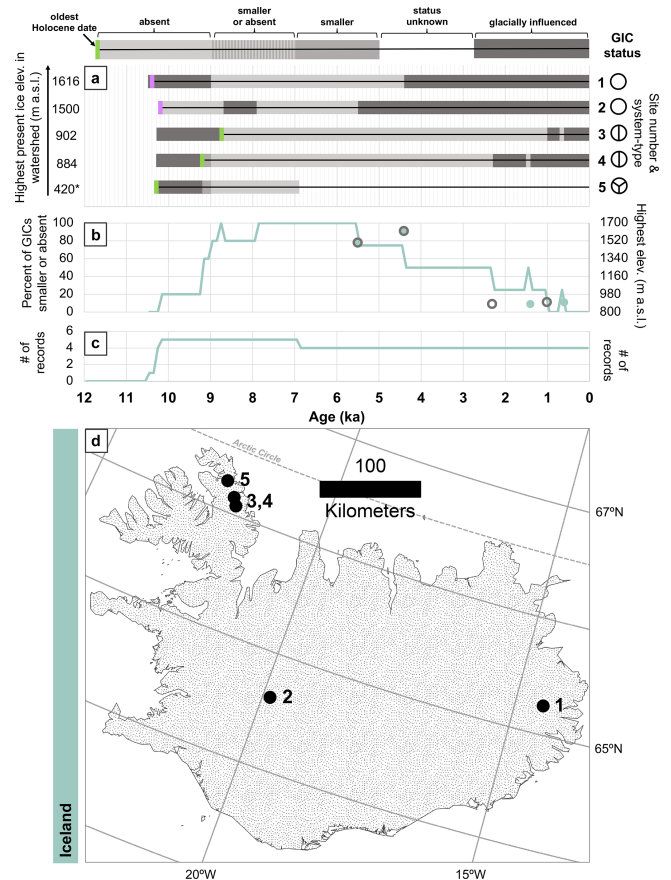 oldest
Holocene date
absent
smaller
or absent
smaller
status
unknown
glacially influenced
GIC
status
Highest present ice elev. in
watershed (m a.s.l.)
a
1616
1500
902
884
420*
1
2
3
4
5
Site number &
system-type
b
Percent of GICs
smaller or absent
100
80
60
40
20
0
1700
1520
1340
1160
980
800
Highest elev. (m a.s.l.)
c
# of
records
6
4
2
0
# of
records
12 11 10 9 8 7 6 5 4 3 2 1 0
Age (ka)
d
Arctic Circle
100
Kilometers
5
3,4
2
1
67ºN
65ºN
20ºW
15ºW
Iceland